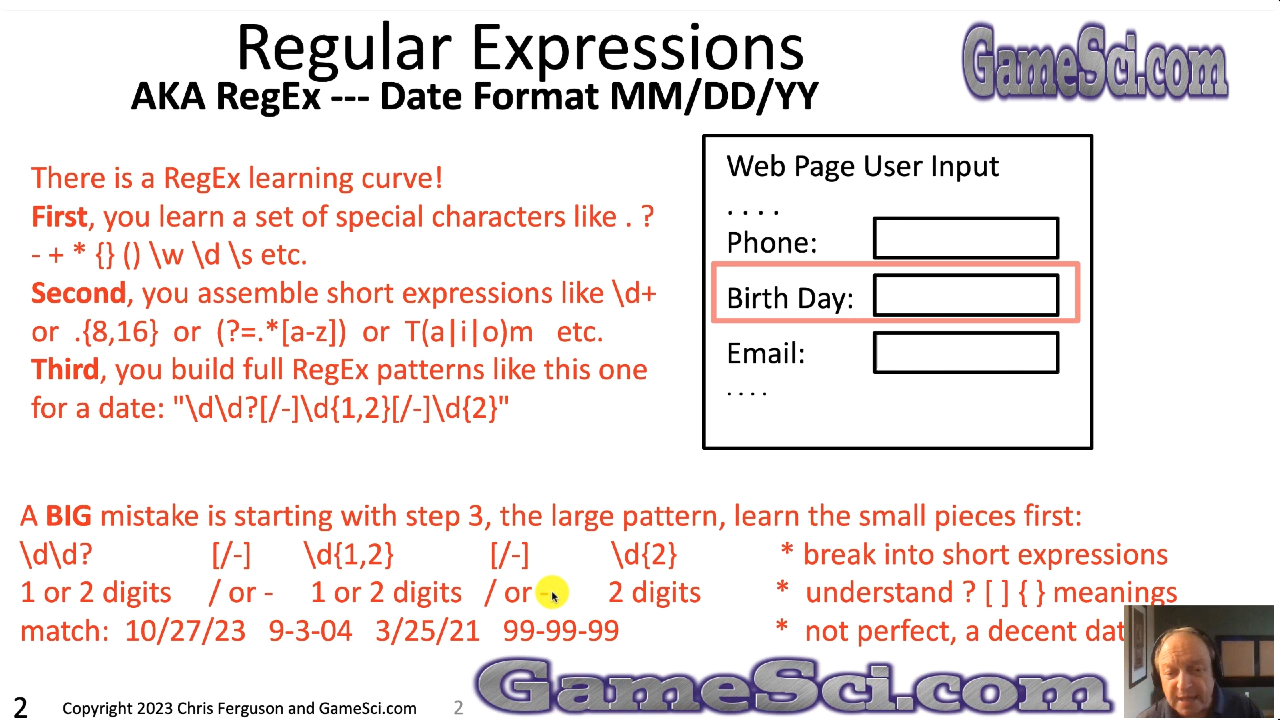 Regular Expressions
AKA RegEx --- Date Format MM/DD/YY
GameSci.com
There is a RegEx learning curve!
First, you learn a set of special characters like . ?
- + * {} () \w \d \s etc.
Second, you assemble short expressions like \d+
or .{8,16} or (?=.*[a-z]) or T(a|i|o)m etc.
Third, you build full RegEx patterns like this one
for a date: "\d\d?[/-]\d{1,2}[/-]\d{2}"
Web Page User Input
. . . .
Phone:
Birth Day:
Email:
. . . .
A BIG mistake is starting with step 3, the large pattern, learn the small pieces first:
\d\d? [/-] \d{1,2} [/-] \d{2} * break into short expressions
1 or 2 digits / or - 1 or 2 digits / or - 2 digits * understand ? [ ] { } meanings
match: 10/27/23 9-3-04 3/25/21 99-99-99 * not perfect, a decent
GameSci.com
2 Copyright 2023 Chris Ferguson and GameSci.com 2